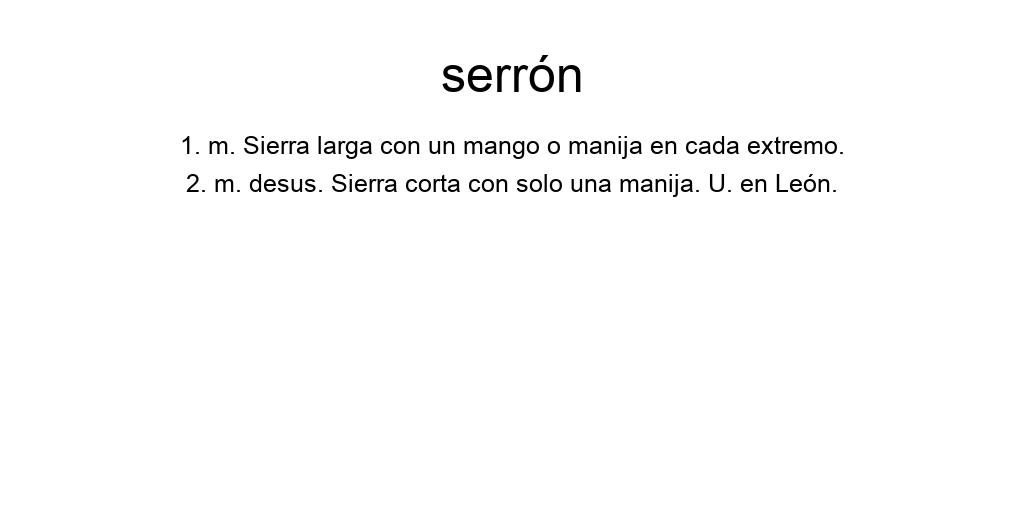 serrón
1. m. Sierra larga con un mango o manija en cada extremo.
2. m. desus. Sierra corta con solo una manija. U. en León.